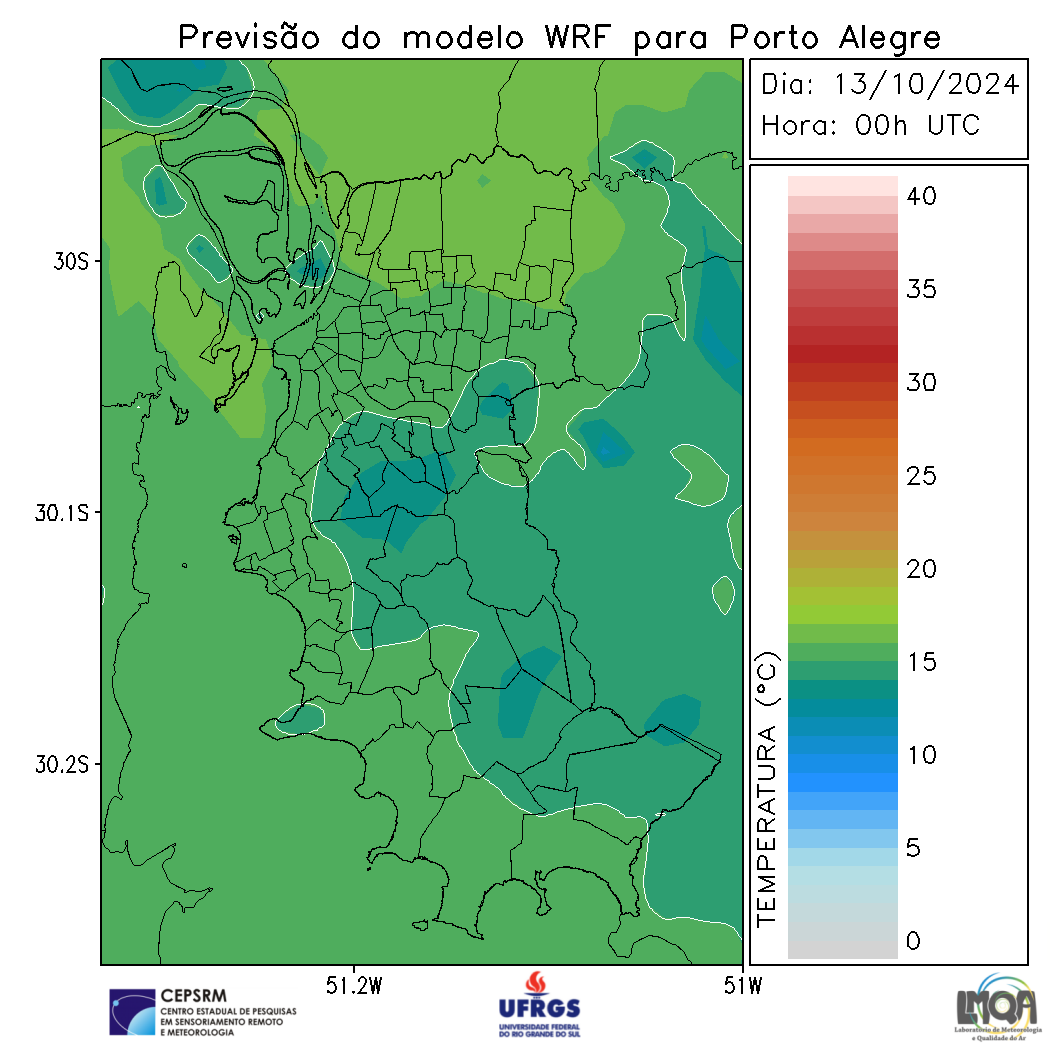 Previsão do modelo WRF para Porto Alegre
Dia: 13/10/2024
Hora: 00h UTC
40
35
30
25
20
15
10
5
0
TEMPERATURA (°C)
30S
30.1S
30.2S
51.2W
51W
CEPSRM
CENTRO ESTADUAL DE PESQUISAS
EM SENSORIAMENTO REMOTO
E METEOROLOGIA
UFRGS
UNIVERSIDADE FEDERAL
DO RIO GRANDE DO SUL
LMQA
Laboratório de Meteorologia
e Qualidade do Ar